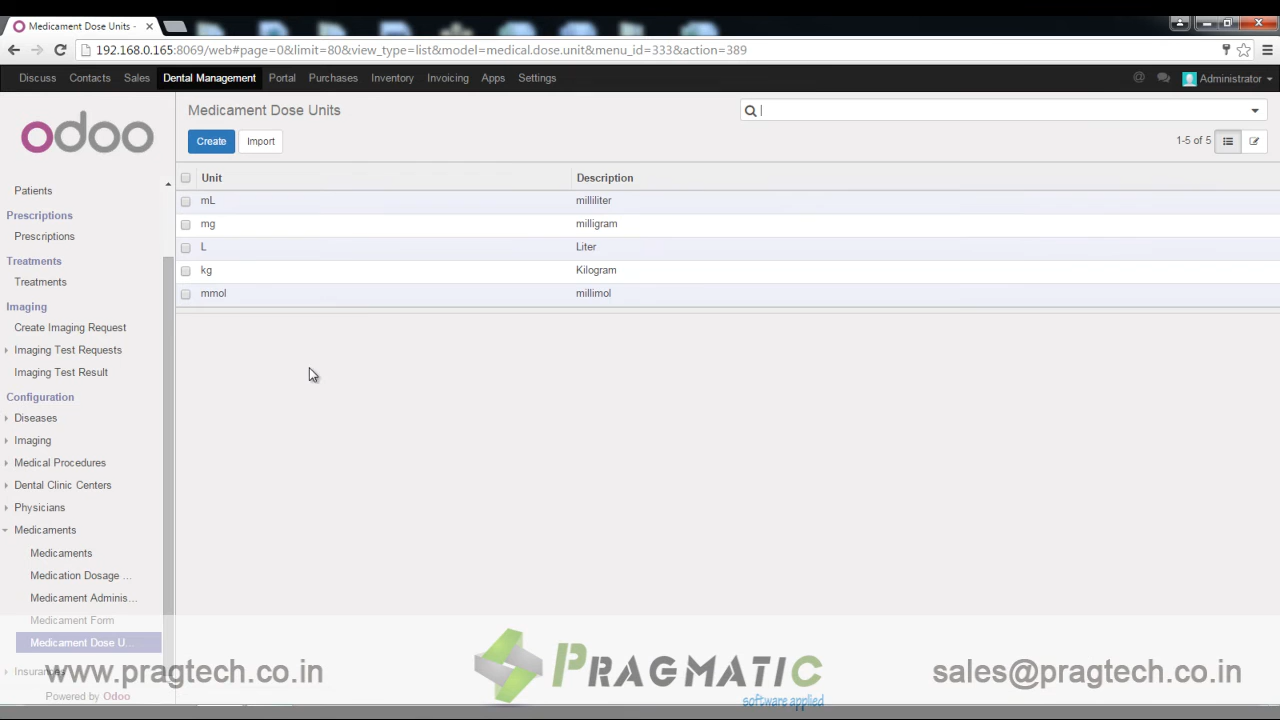 Medicament Dose Units -
192.168.0.165:8069/web#page=0&limit=80&view_type=list&model=medical.dose.unit&menu_id=333&action=389
Discuss Contacts Sales Dental Management Portal Purchases Inventory Invoicing Apps Settings Administrator
odoo
Medicament Dose Units
Create Import
1-5 of 5
Unit Description
mL milliliter
mg milligram
L Liter
kg Kilogram
mmol millimol
Patients
Prescriptions
Prescriptions
Treatments
Treatments
Imaging
Create Imaging Request
Imaging Test Requests
Imaging Test Result
Configuration
Diseases
Imaging
Medical Procedures
Dental Clinic Centers
Physicians
Medicaments
Medicaments
Medication Dosage ...
Medicament Adminis...
Medicament Form
Medicament Dose U...
Insurances
Powered by Odoo
www.pragtech.co.in
PRAGMATIC
software applied
sales@pragtech.co.in